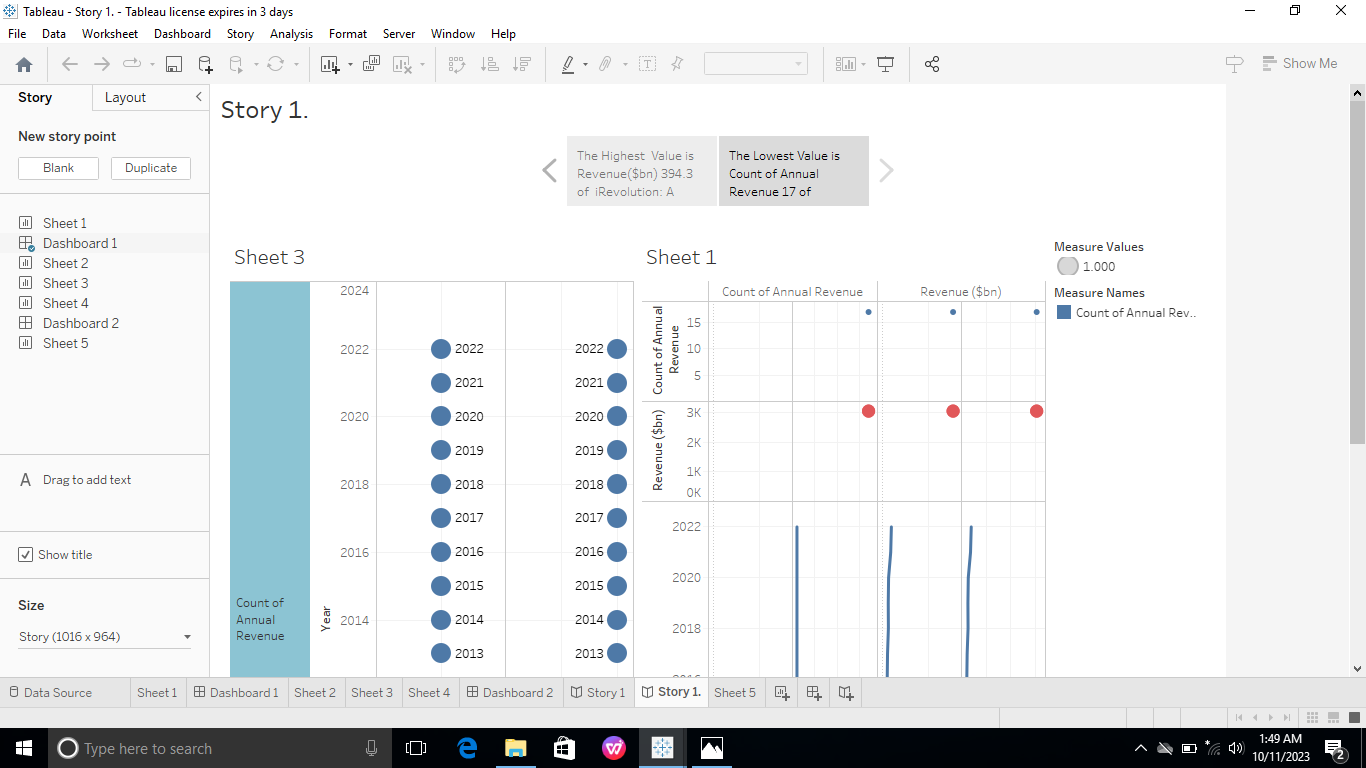 Tableau - Story 1. - Tableau license expires in 3 days
File Data Worksheet Dashboard Story Analysis Format Server Window Help
Show Me
Story Layout
New story point
Blank Duplicate
Sheet 1
Dashboard 1
Sheet 2
Sheet 3
Sheet 4
Dashboard 2
Sheet 5
A Drag to add text
Show title
Size
Story (1016 x 964)
Story 1.
The Highest Value is
Revenue($bn) 394.3
of iRevolution: A
The Lowest Value is
Count of Annual
Revenue 17 of
Sheet 3
Count of
Annual
Revenue
Year
2024
2022
2020
2018
2016
2014
2022 2022
2021 2021
2020 2020
2019 2019
2018 2018
2017 2017
2016 2016
2015 2015
2014 2014
2013 2013
Sheet 1
Count of Annual Revenue Revenue ($bn)
Count of Annual
Revenue
15
10
5
Revenue ($bn)
3K
2K
1K
0K
2022
2020
2018
2016
Measure Values
1.000
Measure Names
Count of Annual Rev..
Data Source Sheet 1 Dashboard 1 Sheet 2 Sheet 3 Sheet 4 Dashboard 2 Story 1 Story 1. Sheet 5
Type here to search
1:49 AM
10/11/2023
2